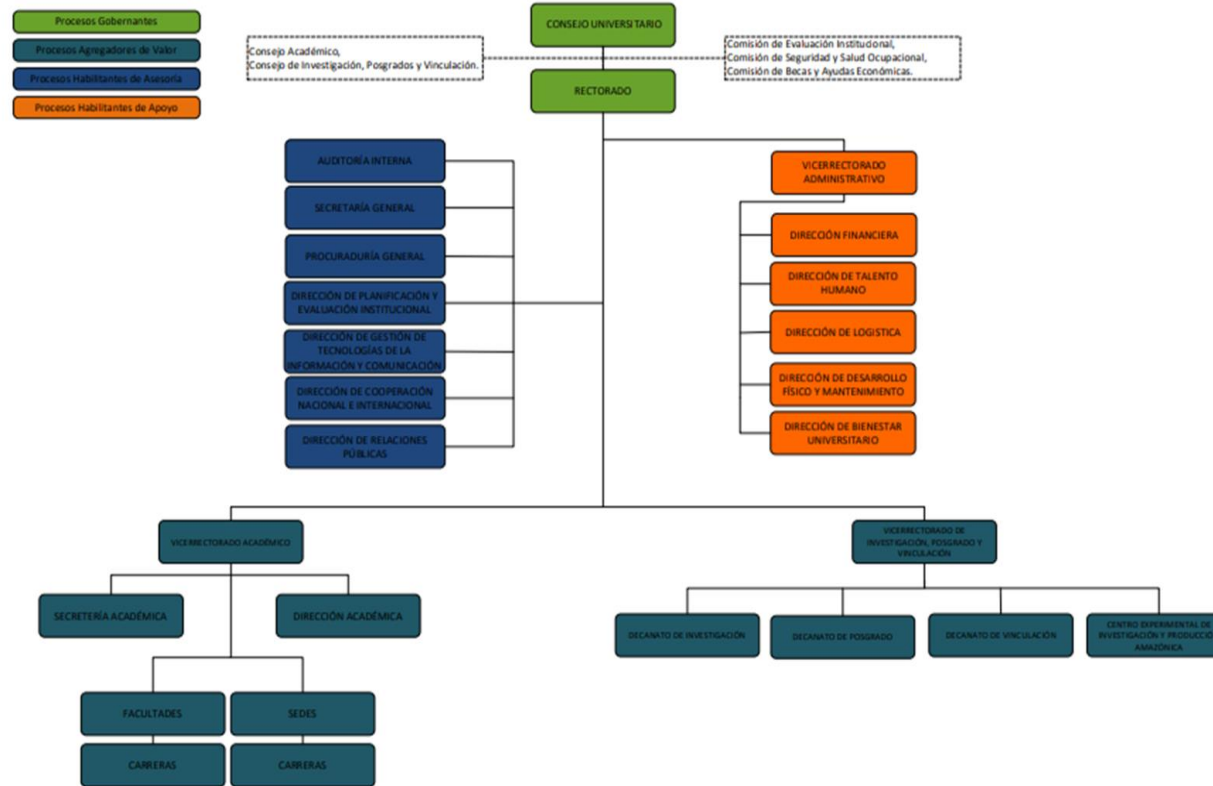 Procesos Gobernantes
Procesos Agregadores de Valor
Procesos Habilitantes de Asesoría
Procesos Habilitantes de Apoyo
CONSEJO UNIVERSITARIO
Consejo Académico,
Consejo de Investigación, Posgrados y Vinculación.
Comisión de Evaluación Institucional,
Comisión de Seguridad y Salud Ocupacional,
Comisión de Becas y Ayudas Económicas.
RECTORADO
AUDITORÍA INTERNA
SECRETARÍA GENERAL
PROCURADURÍA GENERAL
DIRECCIÓN DE PLANIFICACIÓN Y
EVALUACIÓN INSTITUCIONAL
DIRECCIÓN DE GESTIÓN DE
TECNOLOGÍAS DE LA
INFORMACIÓN Y COMUNICACIÓN
DIRECCIÓN DE COOPERACIÓN
NACIONAL E INTERNACIONAL
DIRECCIÓN DE RELACIONES
PÚBLICAS
VICERRECTORADO
ADMINISTRATIVO
DIRECCIÓN FINANCIERA
DIRECCIÓN DE TALENTO
HUMANO
DIRECCIÓN DE LOGISTICA
DIRECCIÓN DE DESARROLLO
FÍSICO Y MANTENIMIENTO
DIRECCIÓN DE BIENESTAR
UNIVERSITARIO
VICERRECTORADO ACADÉMICO
SECRETERÍA ACADÉMICA
DIRECCIÓN ACADÉMICA
FACULTADES
SEDES
CARRERAS
CARRERAS
VICERRECTORADO DE
INVESTIGACIÓN, POSGRADO Y
VINCULACIÓN
DECANATO DE INVESTIGACIÓN
DECANATO DE POSGRADO
DECANATO DE VINCULACIÓN
CENTRO EXPERIMENTAL DE
INVESTIGACIÓN Y PRODUCCIÓN
AMAZÓNICA